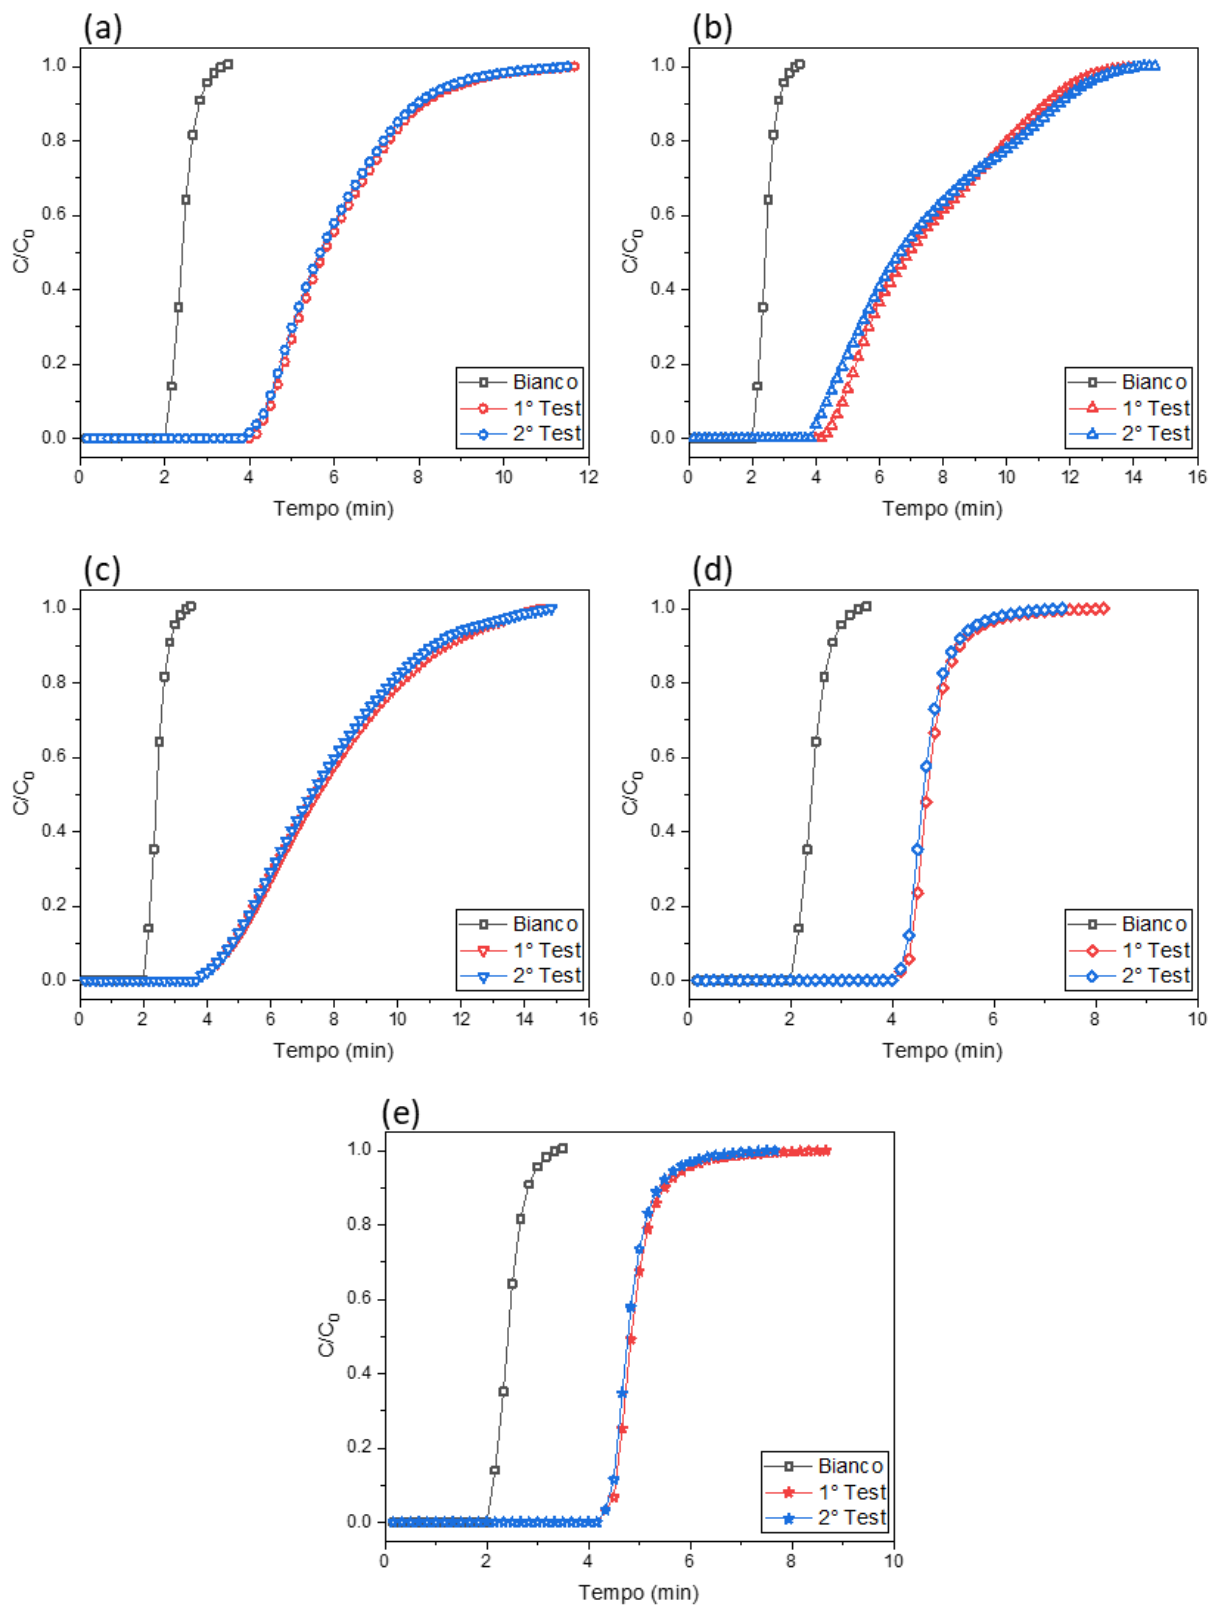 (a)
C/C0
1.0
0.8
0.6
0.4
0.2
0.0
Bianco
1° Test
2° Test
0 2 4 6 8 10 12
Tempo (min)
(b)
C/C0
1.0
0.8
0.6
0.4
0.2
0.0
Bianco
1° Test
2° Test
0 2 4 6 8 10 12 14 16
Tempo (min)
(c)
C/C0
1.0
0.8
0.6
0.4
0.2
0.0
Bianco
1° Test
2° Test
0 2 4 6 8 10 12 14 16
Tempo (min)
(d)
C/C0
1.0
0.8
0.6
0.4
0.2
0.0
Bianco
1° Test
2° Test
0 2 4 6 8 10
Tempo (min)
(e)
C/C0
1.0
0.8
0.6
0.4
0.2
0.0
Bianco
1° Test
2° Test
0 2 4 6 8 10
Tempo (min)